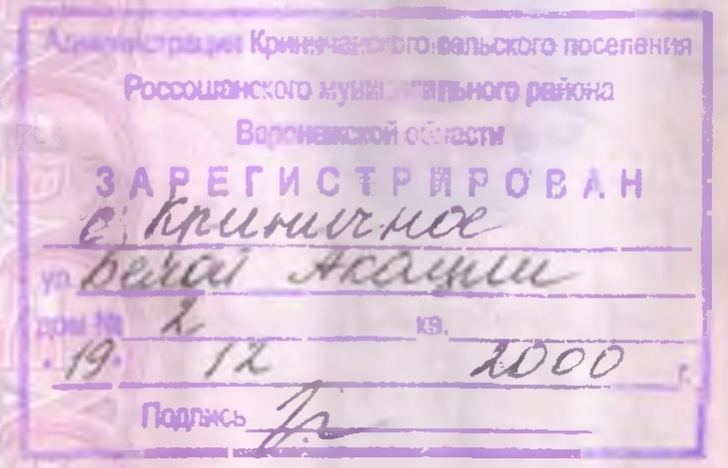 Администрация Криничанского сельского поселения
Россошанского муниципального района
Воронежской области
ЗАРЕГИСТРИРОВАН
с. Криничное
ул. Белой Акации
дом № 2 кв.
"19" 12 2000 г.
Подпись